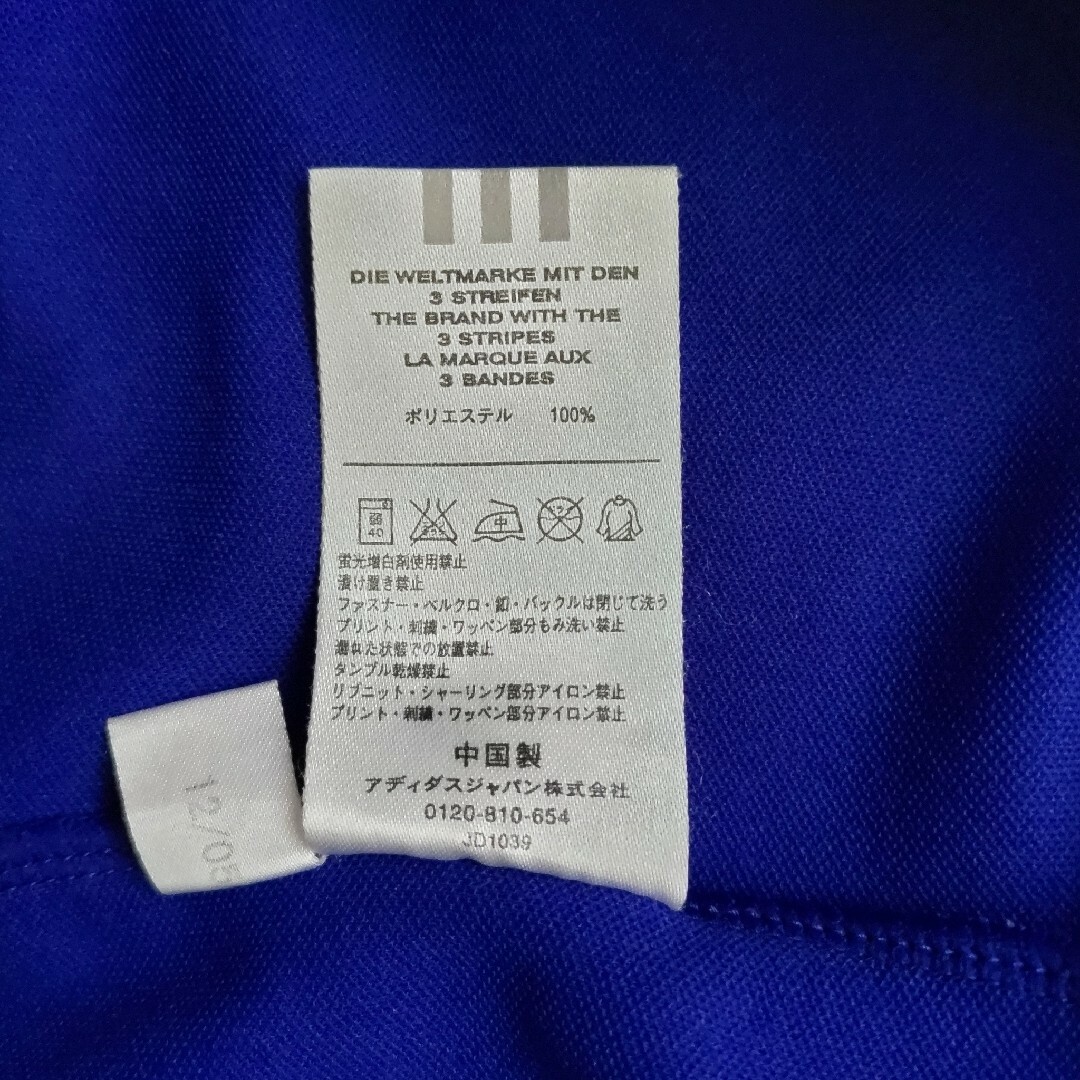 DIE WELTMARKE MIT DEN
3 STREIFEN
THE BRAND WITH THE
3 STRIPES
LA MARQUE AUX
3 BANDES
ポリエステル 100%
弱
40
中
蛍光増白剤使用禁止
漬け置き禁止
ファスナー・ベルクロ・釦・バックルは閉じて洗う
プリント・刺繍・ワッペン部分もみ洗い禁止
濡れた状態での放置禁止
タンブル乾燥禁止
リブニット・シャーリング部分アイロン禁止
プリント・刺繍・ワッペン部分アイロン禁止
中国製
アディダスジャパン株式会社
0120-810-654
JD1039
12/05